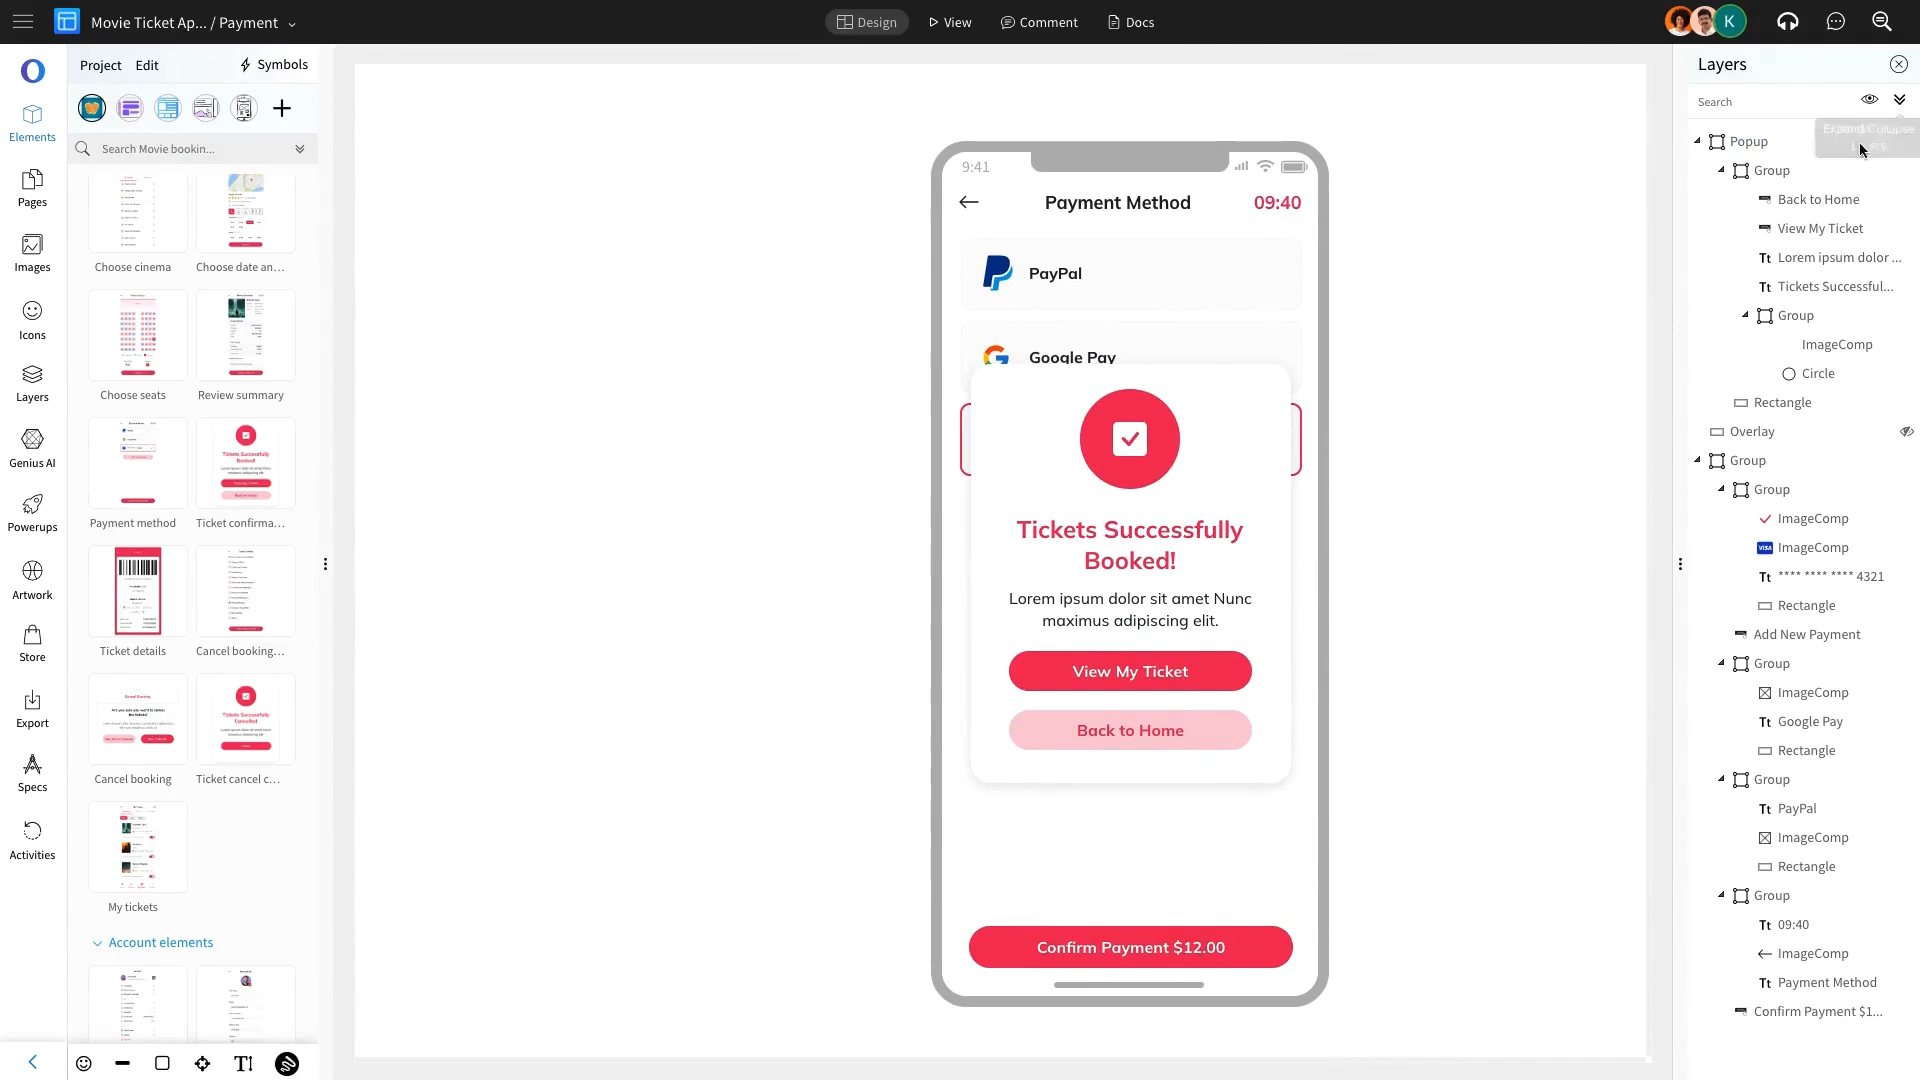 Movie Ticket Ap... / Payment
Design
View
Comment
Docs
K
Project
Edit
Symbols
Layers
Search
Search Movie bookin...
Elements
Pages
Images
Icons
Layers
Genius AI
Powerups
Artwork
Store
Export
Specs
Activities
Choose cinema
Choose date an...
Choose seats
Review summary
Payment method
Ticket confirma...
Ticket details
Cancel booking...
Cancel booking
Ticket cancel c...
My tickets
Account elements
9:41
Payment Method
09:40
PayPal
Google Pay
Tickets Successfully
Booked!
Lorem ipsum dolor sit amet Nunc
maximus adipiscing elit.
View My Ticket
Back to Home
Confirm Payment $12.00
Popup
Group
Back to Home
View My Ticket
Lorem ipsum dolor ...
Tickets Successful...
Group
ImageComp
Circle
Rectangle
Overlay
Group
Group
ImageComp
VISA ImageComp
Tt **** **** **** 4321
Rectangle
Add New Payment
Group
ImageComp
Tt Google Pay
Rectangle
Group
Tt PayPal
ImageComp
Rectangle
Group
Tt 09:40
ImageComp
Tt Payment Method
Confirm Payment $1...